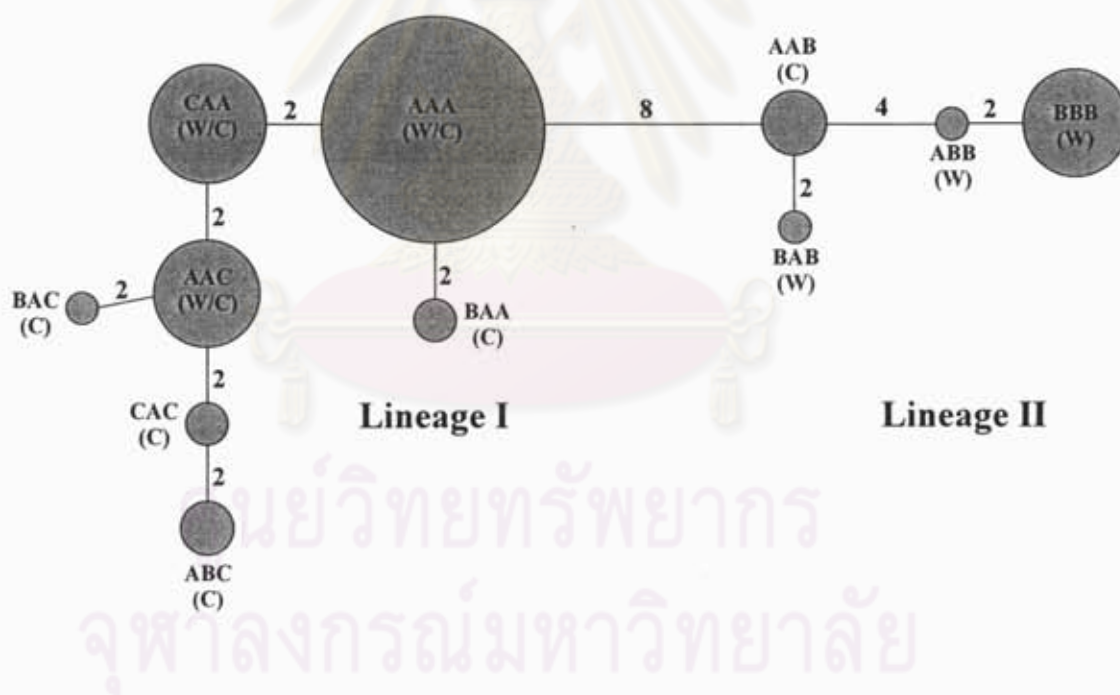 CAA
(W/C)
2
AAA
(W/C)
8
AAB
(C)
4
ABB
(W)
2
BBB
(W)
2
BAB
(W)
2
AAC
(W/C)
2
BAC
(C)
2
BAA
(C)
2
CAC
(C)
2
ABC
(C)
Lineage I
Lineage II
ศูนย์วิทยทรัพยากร
จุฬาลงกรณ์มหาวิทยาลัย